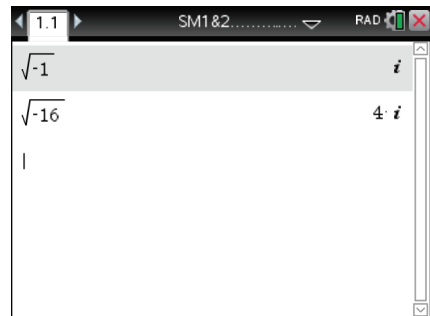 1.1 SM1&2............ RAD
√-1 i
√-16 4·i